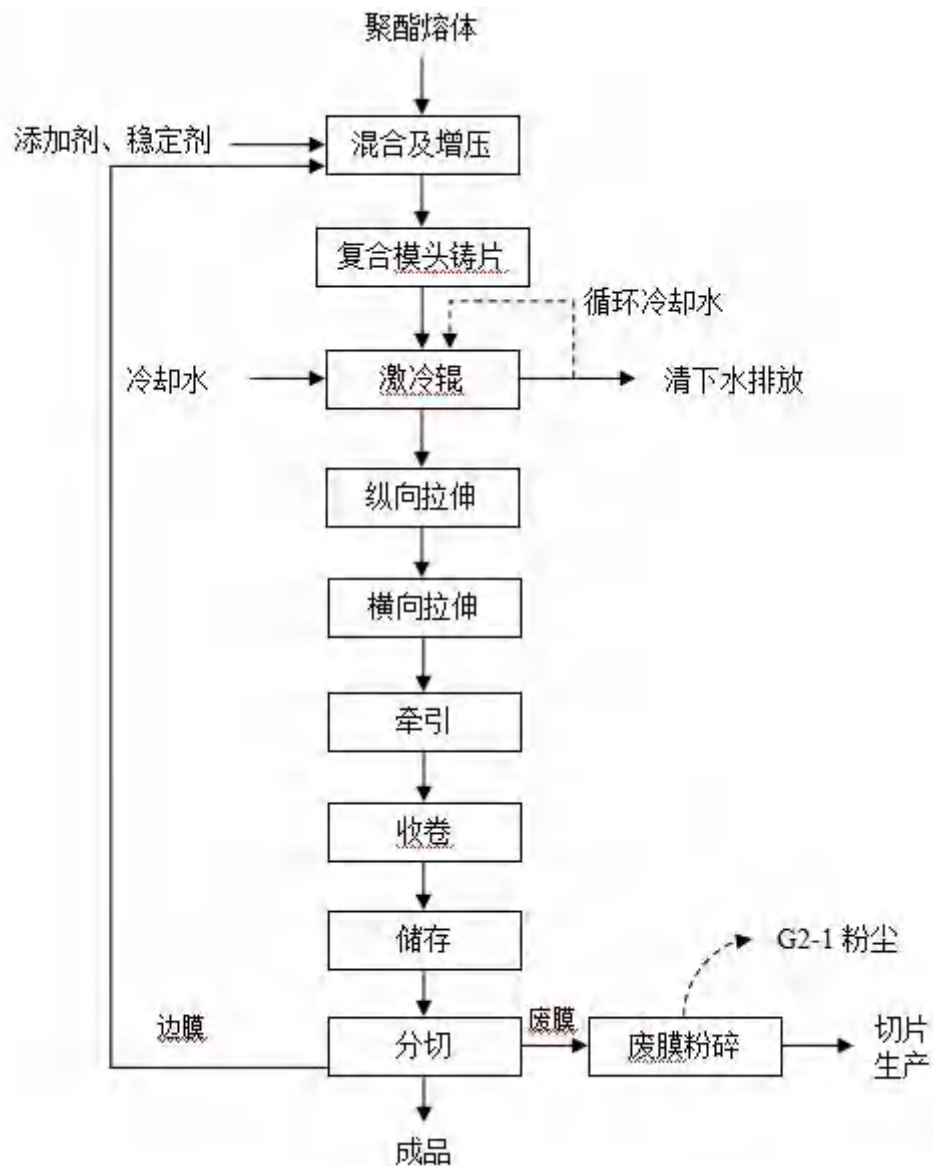 聚酯熔体
添加剂、稳定剂
混合及增压
复合模头铸片
循环冷却水
冷却水
激冷辊
清下水排放
纵向拉伸
横向拉伸
牵引
收卷
储存
G2-1 粉尘
边膜
分切
废膜
废膜粉碎
切片
生产
成品